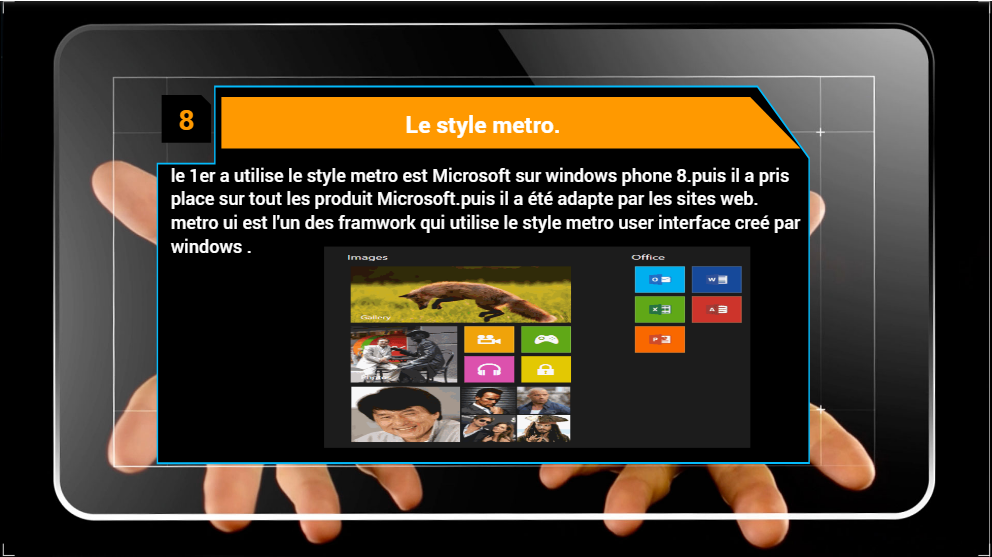 8
Le style metro.
le 1er a utilise le style metro est Microsoft sur windows phone 8.puis il a pris
place sur tout les produit Microsoft.puis il a été adapte par les sites web.
metro ui est l'un des framwork qui utilise le style metro user interface creé par
windows .
Images
Office
Gallery